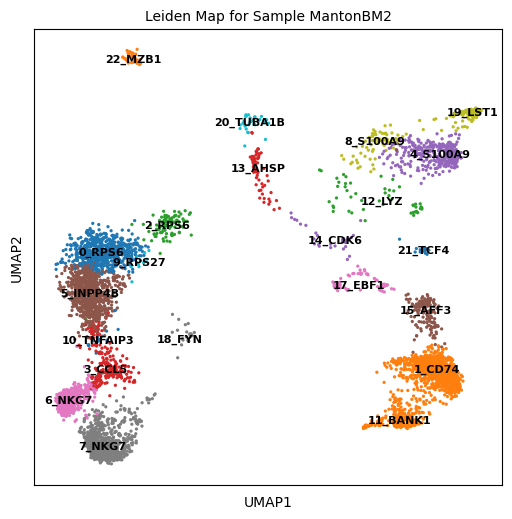 Leiden Map for Sample MantonBM2
22_MZB1
19_LST1
20_TUBA1B
8_S100A9
4_S100A9
13_AHSP
12_LYZ
2_RPS6
14_CDK6
0_RPS6
21_TCF4
9_RPS27
17_EBF1
5_INPP4B
15_AFF3
10_TNFAIP3
18_FYN
3_CCL5
1_CD74
6_NKG7
11_BANK1
7_NKG7
UMAP2
UMAP1